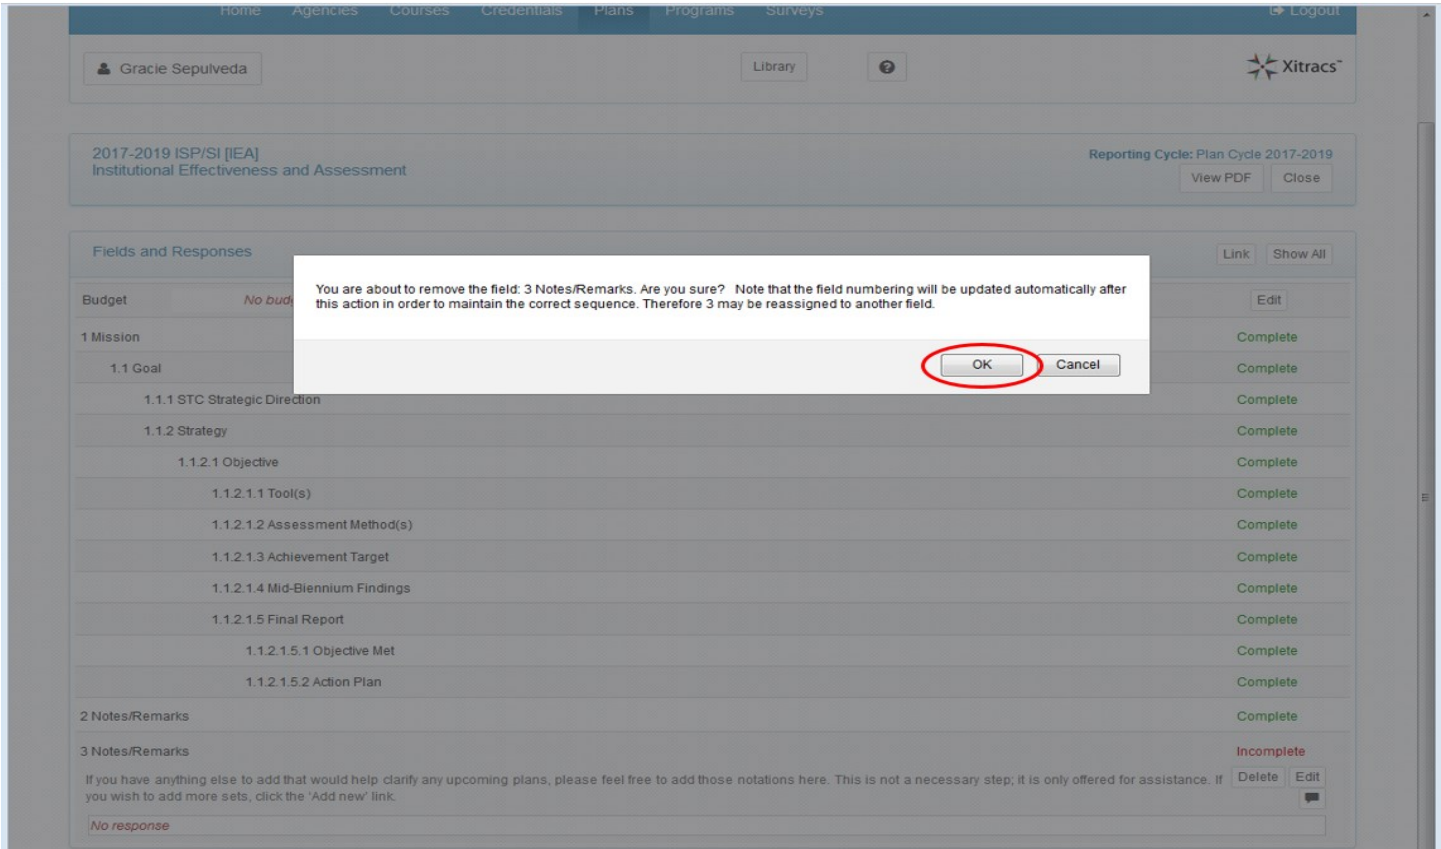 Home Agencies Courses Credentials Plans Programs Surveys Logout
Gracie Sepulveda Library Xitracs™
2017-2019 ISP/SI [IEA]
Institutional Effectiveness and Assessment
Reporting Cycle: Plan Cycle 2017-2019
View PDF Close
Fields and Responses Link Show All
You are about to remove the field: 3 Notes/Remarks. Are you sure? Note that the field numbering will be updated automatically after
this action in order to maintain the correct sequence. Therefore 3 may be reassigned to another field.
OK Cancel
Budget No bud Edit
1 Mission Complete
1.1 Goal Complete
1.1.1 STC Strategic Direction Complete
1.1.2 Strategy Complete
1.1.2.1 Objective Complete
1.1.2.1.1 Tool(s) Complete
1.1.2.1.2 Assessment Method(s) Complete
1.1.2.1.3 Achievement Target Complete
1.1.2.1.4 Mid-Biennium Findings Complete
1.1.2.1.5 Final Report Complete
1.1.2.1.5.1 Objective Met Complete
1.1.2.1.5.2 Action Plan Complete
2 Notes/Remarks Complete
3 Notes/Remarks Incomplete
If you have anything else to add that would help clarify any upcoming plans, please feel free to add those notations here. This is not a necessary step; it is only offered for assistance. If Delete Edit
you wish to add more sets, click the 'Add new' link.
No response